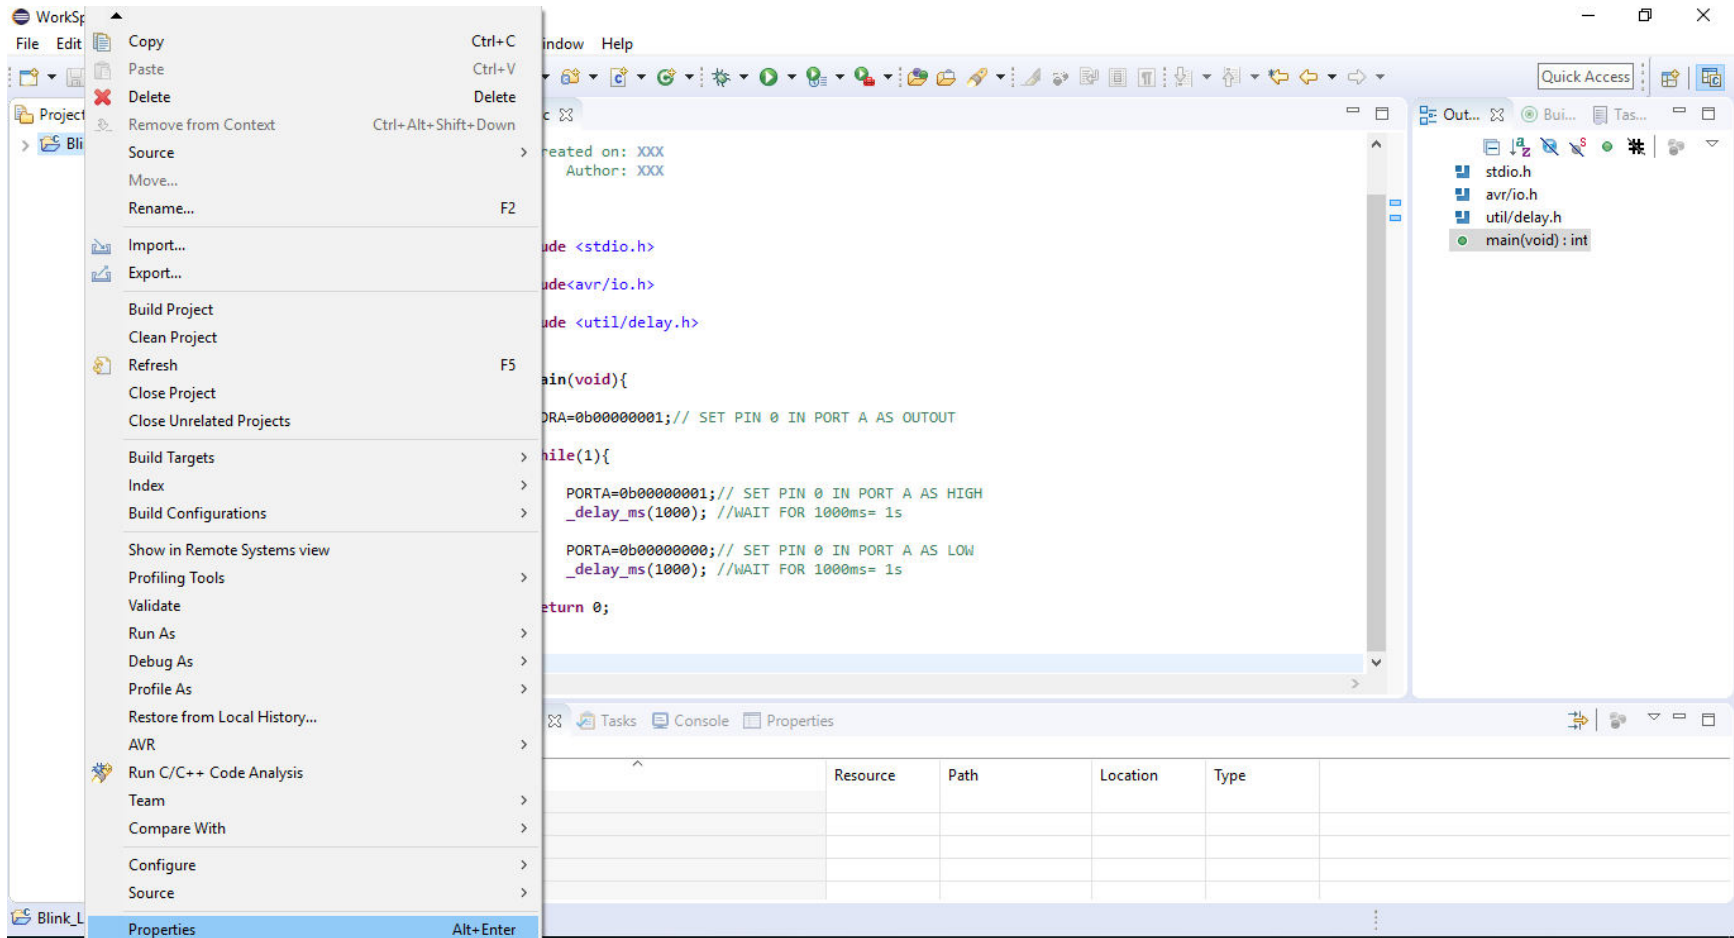 WorkSp
File Edit
indow Help
Quick Access
Copy Ctrl+C
Paste Ctrl+V
Delete Delete
Remove from Context Ctrl+Alt+Shift+Down
Source
Move...
Rename... F2
Import...
Export...
Build Project
Clean Project
Refresh F5
Close Project
Close Unrelated Projects
Build Targets
Index
Build Configurations
Show in Remote Systems view
Profiling Tools
Validate
Run As
Debug As
Profile As
Restore from Local History...
AVR
Run C/C++ Code Analysis
Team
Compare With
Configure
Source
Properties Alt+Enter
Project
Bli
Blink_L
c
reated on: XXX
Author: XXX
ude <stdio.h>
ude<avr/io.h>
ude <util/delay.h>
ain(void){
DRA=0b00000001;// SET PIN 0 IN PORT A AS OUTOUT
hile(1){
PORTA=0b00000001;// SET PIN 0 IN PORT A AS HIGH
_delay_ms(1000); //WAIT FOR 1000ms= 1s
PORTA=0b00000000;// SET PIN 0 IN PORT A AS LOW
_delay_ms(1000); //WAIT FOR 1000ms= 1s
eturn 0;
Out... Bui... Tas...
stdio.h
avr/io.h
util/delay.h
main(void) : int
Tasks Console Properties
Resource Path Location Type